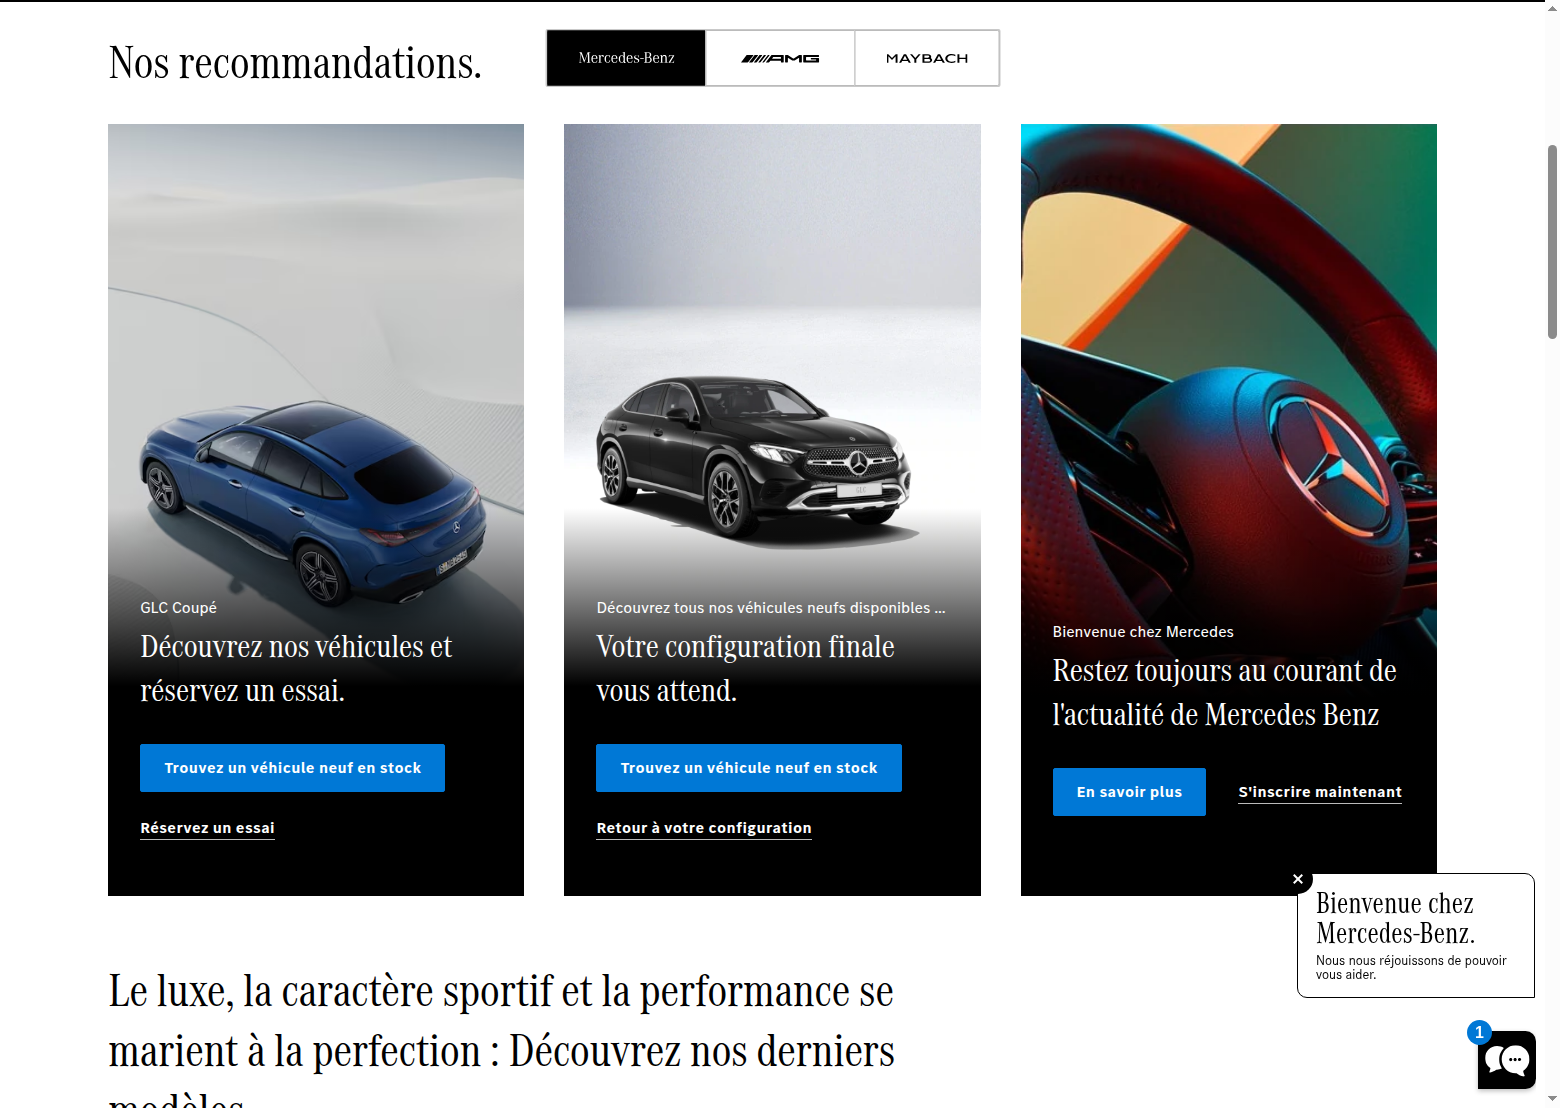 Nos recommandations.
Mercedes-Benz
AMG
MAYBACH
GLC Coupé
Découvrez nos véhicules et
réservez un essai.
Trouvez un véhicule neuf en stock
Réservez un essai
GLC
Découvrez tous nos véhicules neufs disponibles ...
Votre configuration finale
vous attend.
Trouvez un véhicule neuf en stock
Retour à votre configuration
Bienvenue chez Mercedes
Restez toujours au courant de
l'actualité de Mercedes Benz
En savoir plus
S'inscrire maintenant
Bienvenue chez
Mercedes-Benz.
Nous nous réjouissons de pouvoir
vous aider.
1
Le luxe, la caractère sportif et la performance se
marient à la perfection : Découvrez nos derniers
modèles